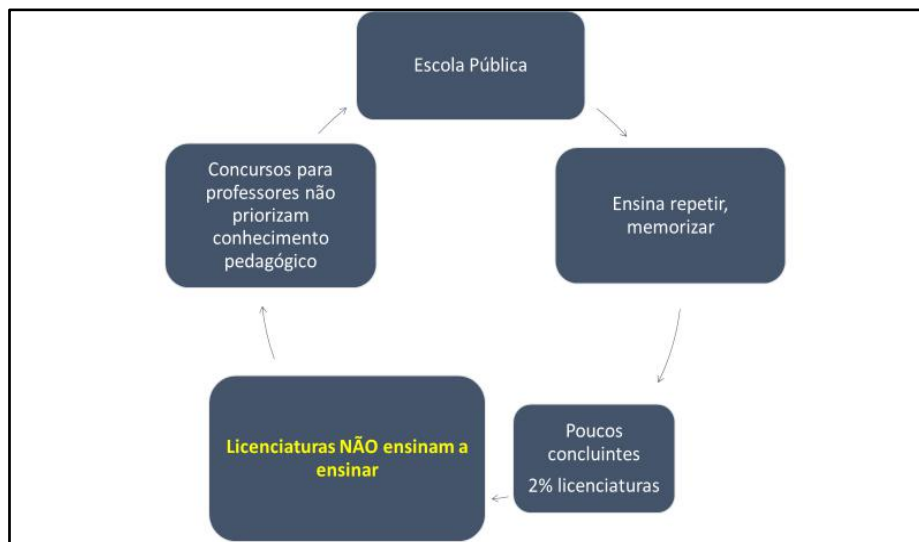 Escola Pública
Ensina repetir,
memorizar
Poucos
concluintes
2% licenciaturas
Licenciaturas NÃO ensinam a
ensinar
Concursos para
professores não
priorizam
conhecimento
pedagógico